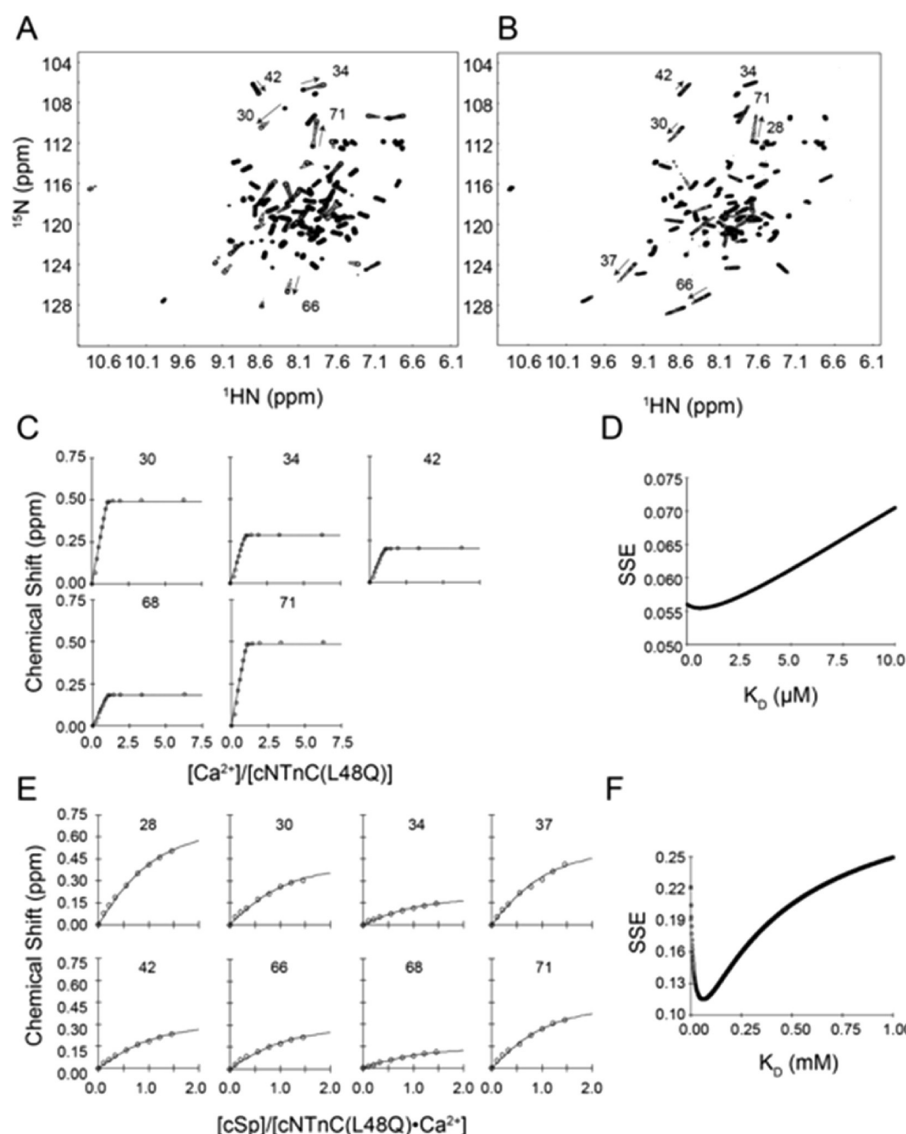 A
B
104
108
112
116
120
124
128
¹⁵N (ppm)
42
34
30
71
66
10.6 10.1 9.6 9.1 8.6 8.1 7.6 7.1 6.6 6.1
¹HN (ppm)
104
108
112
116
120
124
128
42
34
71
30
28
37
66
10.6 10.1 9.6 9.1 8.6 8.1 7.6 7.1 6.6 6.1
¹HN (ppm)
C
Chemical Shift (ppm)
0.75
0.50
0.25
0.00
30
34
42
0.75
0.50
0.25
0.00
68
71
0.0 2.5 5.0 7.5
0.0 2.5 5.0 7.5
[Ca²⁺]/[cNTnC(L48Q)]
D
SSE
0.075
0.070
0.065
0.060
0.055
0.050
0.0 2.5 5.0 7.5 10.0
K_D (µM)
E
Chemical Shift (ppm)
0.75
0.60
0.45
0.30
0.15
0.00
28
30
34
37
0.75
0.60
0.45
0.30
0.15
0.00
42
66
68
71
0.0 1.0 2.0
0.0 1.0 2.0
0.0 1.0 2.0
0.0 1.0 2.0
[cSp]/[cNTnC(L48Q)•Ca²⁺]
F
SSE
0.25
0.22
0.19
0.16
0.13
0.10
0.00 0.25 0.50 0.75 1.00
K_D (mM)